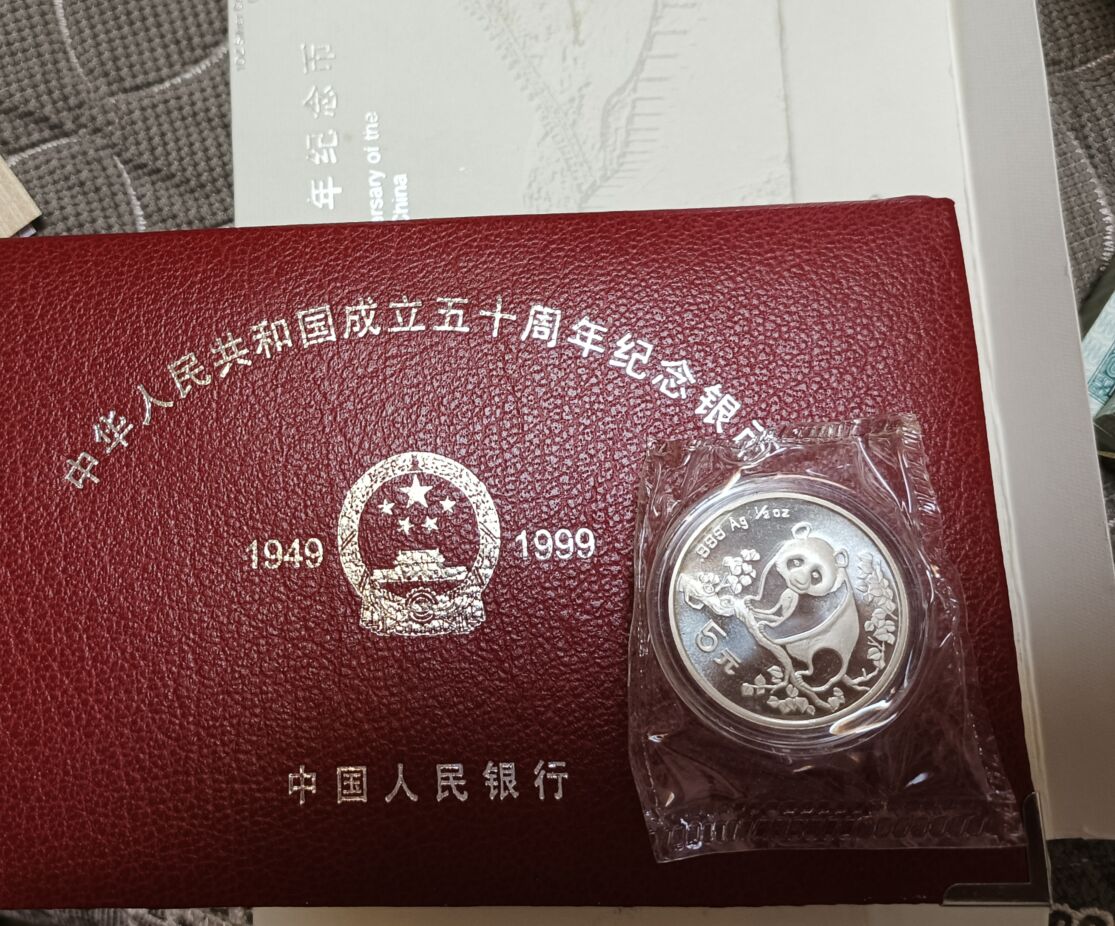 年纪念币
ersary of the
China
中华人民共和国成立五十周年纪念银币
1949
1999
中国人民银行
999 Ag 1/2 oz
5元